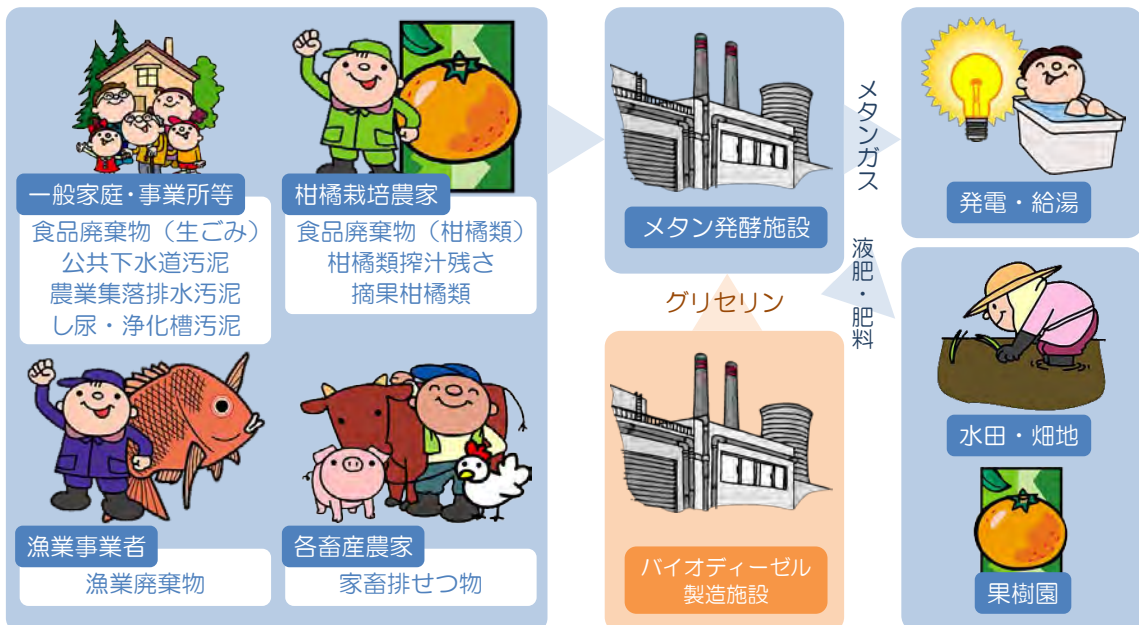 一般家庭・事業所等
食品廃棄物（生ごみ）
公共下水道汚泥
農業集落排水汚泥
し尿・浄化槽汚泥
柑橘栽培農家
食品廃棄物（柑橘類）
柑橘類搾汁残さ
摘果柑橘類
漁業事業者
漁業廃棄物
各畜産農家
家畜排せつ物
メタン発酵施設
グリセリン
バイオディーゼル
製造施設
メタンガス
液肥・肥料
発電・給湯
水田・畑地
果樹園